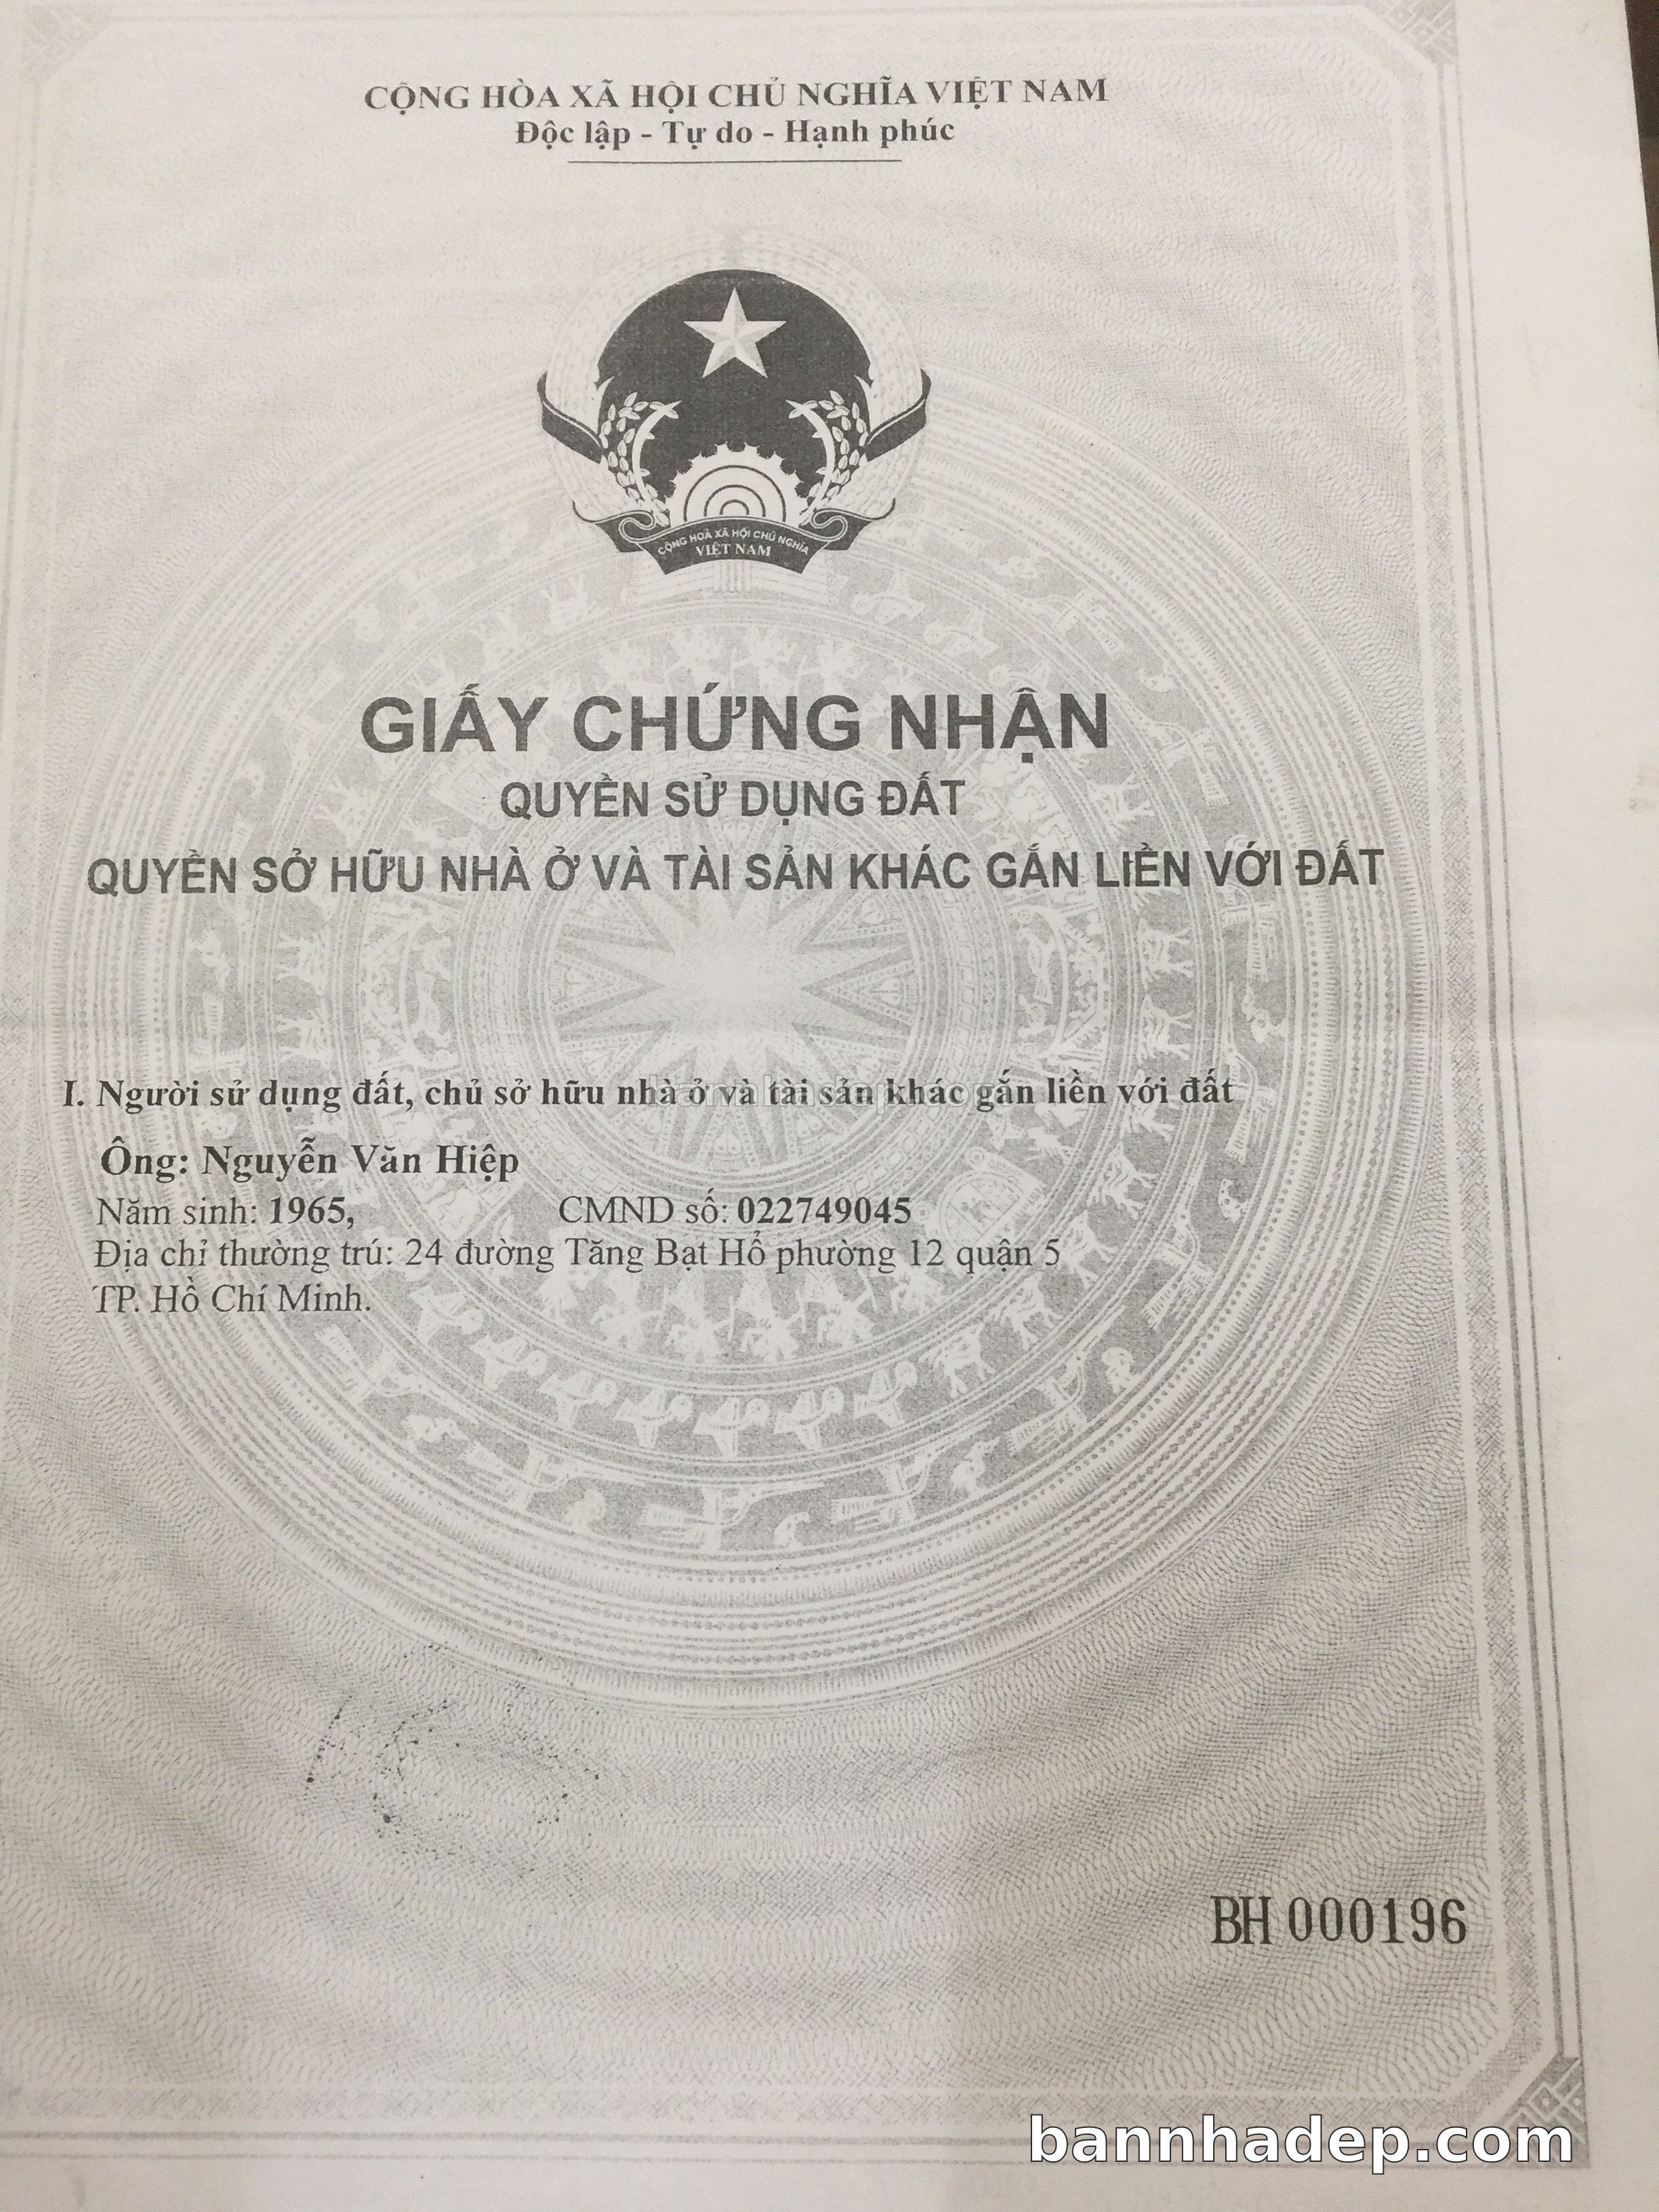 CỘNG HÒA XÃ HỘI CHỦ NGHĨA VIỆT NAM
Độc lập - Tự do - Hạnh phúc
CỘNG HOÀ XÃ HỘI CHỦ NGHĨA
VIỆT NAM
GIẤY CHỨNG NHẬN
QUYỀN SỬ DỤNG ĐẤT
QUYỀN SỞ HỮU NHÀ Ở VÀ TÀI SẢN KHÁC GẮN LIỀN VỚI ĐẤT
I. Người sử dụng đất, chủ sở hữu nhà ở và tài sản khác gắn liền với đất
Ông: Nguyễn Văn Hiệp
Năm sinh: 1965, CMND số: 022749045
Địa chỉ thường trú: 24 đường Tăng Bạt Hổ phường 12 quận 5
TP. Hồ Chí Minh.
BH 000196
bannhadep.com